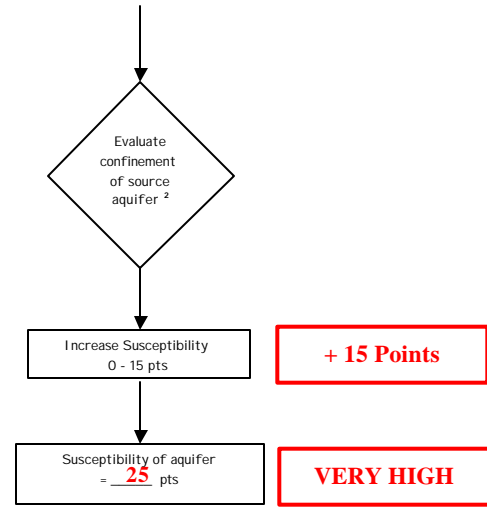 Evaluate
confinement
of source
aquifer ²
Increase Susceptibility
0 - 15 pts
+ 15 Points
Susceptibility of aquifer
= 25 pts
VERY HIGH